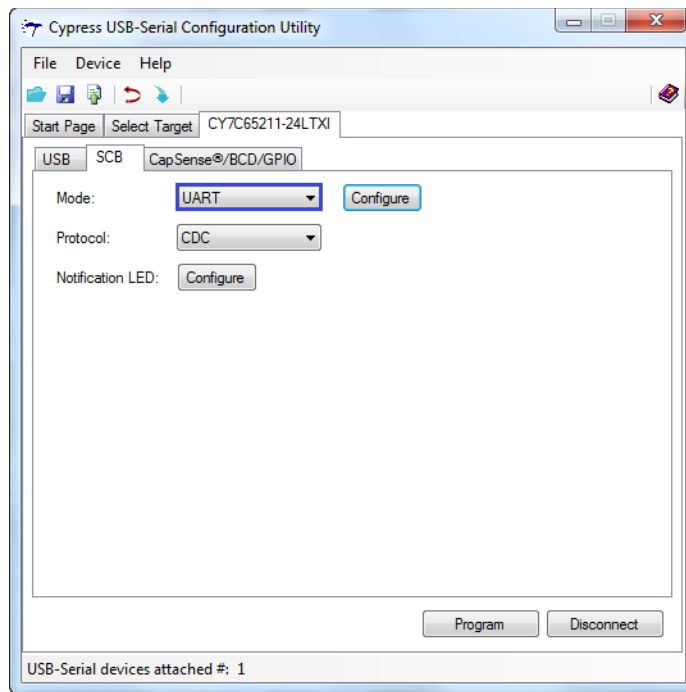 Cypress USB-Serial Configuration Utility
File Device Help
Start Page Select Target CY7C65211-24LTXI
USB SCB CapSense®/BCD/GPIO
Mode: UART Configure
Protocol: CDC
Notification LED: Configure
Program Disconnect
USB-Serial devices attached #: 1